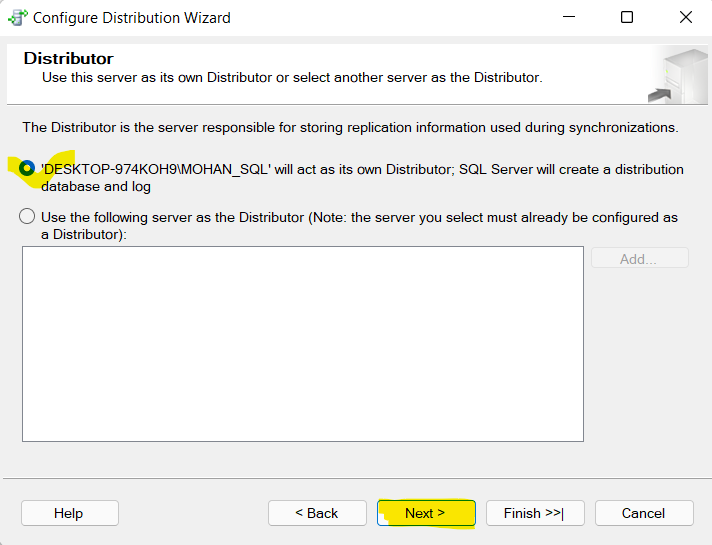 Configure Distribution Wizard
Distributor
Use this server as its own Distributor or select another server as the Distributor.
The Distributor is the server responsible for storing replication information used during synchronizations.
'DESKTOP-974KOH9\MOHAN_SQL' will act as its own Distributor; SQL Server will create a distribution
database and log
Use the following server as the Distributor (Note: the server you select must already be configured as
a Distributor):
Add...
Help
< Back
Next >
Finish >>|
Cancel